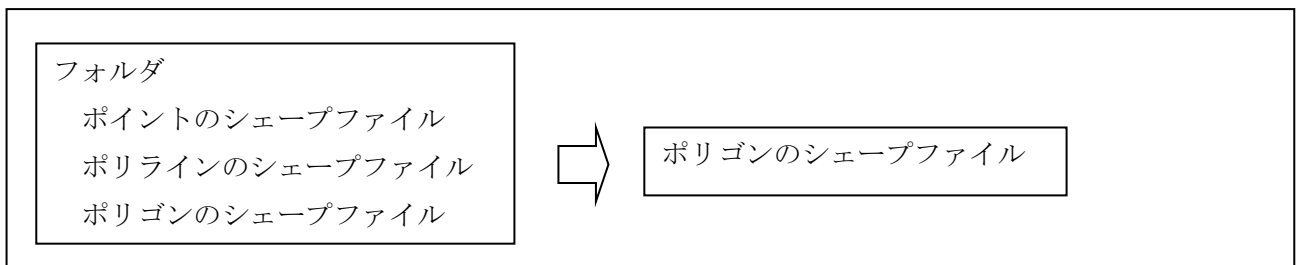 フォルダ
ポイントのシェープファイル
ポリラインのシェープファイル
ポリゴンのシェープファイル
ポリゴンのシェープファイル